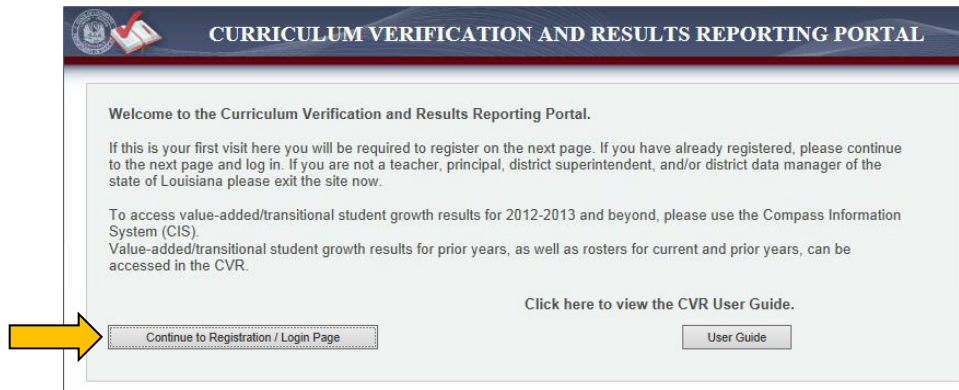 CURRICULUM VERIFICATION AND RESULTS REPORTING PORTAL
Welcome to the Curriculum Verification and Results Reporting Portal.
If this is your first visit here you will be required to register on the next page. If you have already registered, please continue
to the next page and log in. If you are not a teacher, principal, district superintendent, and/or district data manager of the
state of Louisiana please exit the site now.
To access value-added/transitional student growth results for 2012-2013 and beyond, please use the Compass Information
System (CIS).
Value-added/transitional student growth results for prior years, as well as rosters for current and prior years, can be
accessed in the CVR.
Click here to view the CVR User Guide.
Continue to Registration / Login Page
User Guide